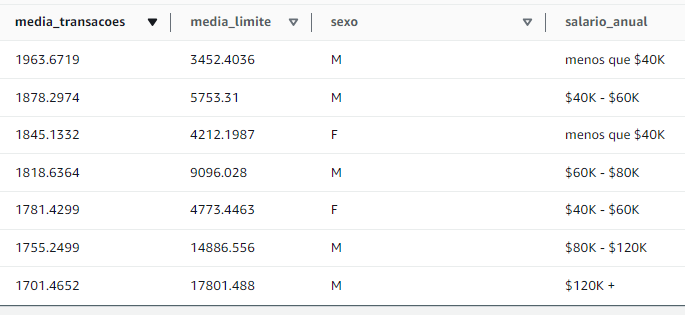 media_transacoes media_limite sexo salario_anual
1963.6719 3452.4036 M menos que $40K
1878.2974 5753.31 M $40K - $60K
1845.1332 4212.1987 F menos que $40K
1818.6364 9096.028 M $60K - $80K
1781.4299 4773.4463 F $40K - $60K
1755.2499 14886.556 M $80K - $120K
1701.4652 17801.488 M $120K +